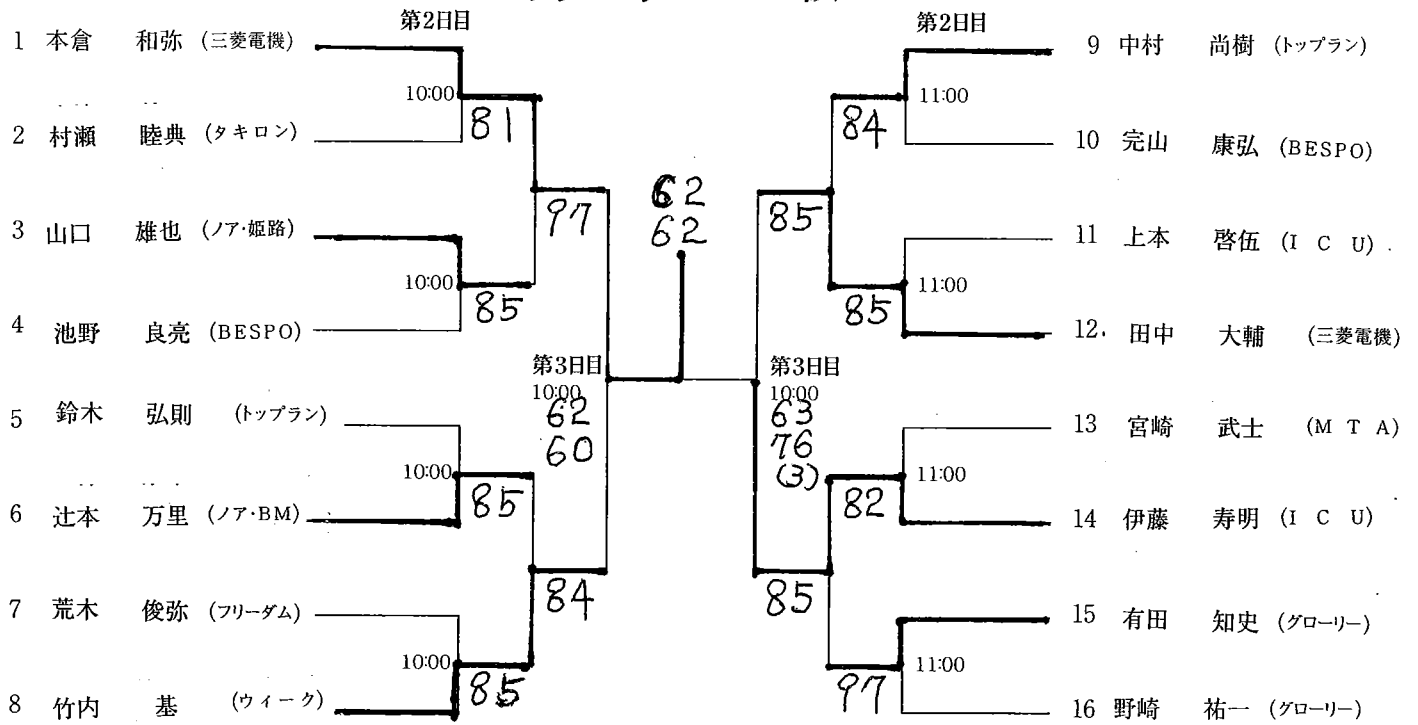 第2日目
1 本倉 和弥 (三菱電機)
10:00
81
2 村瀬 睦典 (タキロン)
97
3 山口 雄也 (ノア・姫路)
10:00
85
4 池野 良亮 (BESPO)
第3日目
10:00
62
60
5 鈴木 弘則 (トップラン)
10:00
85
6 辻本 万里 (ノア・BM)
84
7 荒木 俊弥 (フリーダム)
10:00
85
8 竹内 基 (ウイーク)
62
62
第2日目
9 中村 尚樹 (トップラン)
11:00
84
10 完山 康弘 (BESPO)
85
11 上本 啓伍 (I C U)
11:00
85
12. 田中 大輔 (三菱電機)
第3日目
10:00
63
76
(3)
13 宮崎 武士 (M T A)
11:00
82
14 伊藤 寿明 (I C U)
85
15 有田 知史 (グローリー)
11:00
97
16 野崎 祐一 (グローリー)